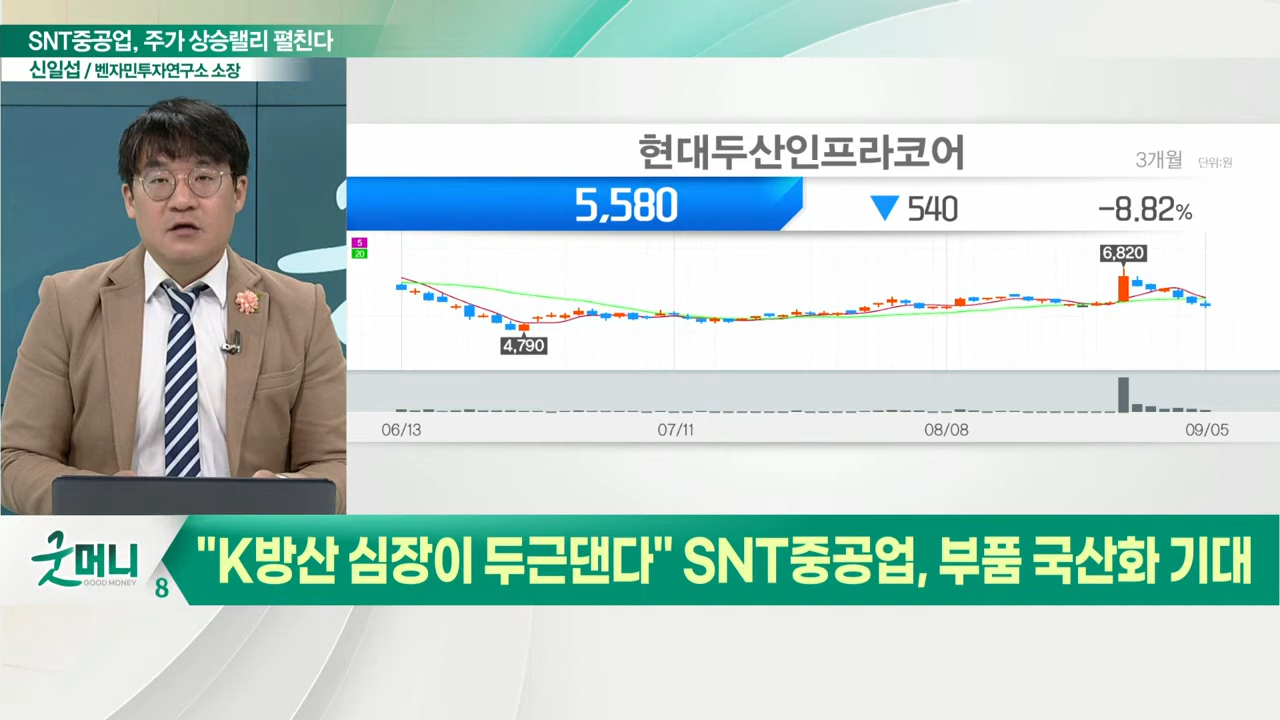 SNT중공업, 주가 상승랠리 펼친다
신일섭 / 벤자민투자연구소 소장
현대두산인프라코어
3개월 단위:원
5,580 ▼ 540 -8.82%
5
20
6,820
4,790
06/13 07/11 08/08 09/05
굿머니
GOOD MONEY
8
"K방산 심장이 두근댄다" SNT중공업, 부품 국산화 기대